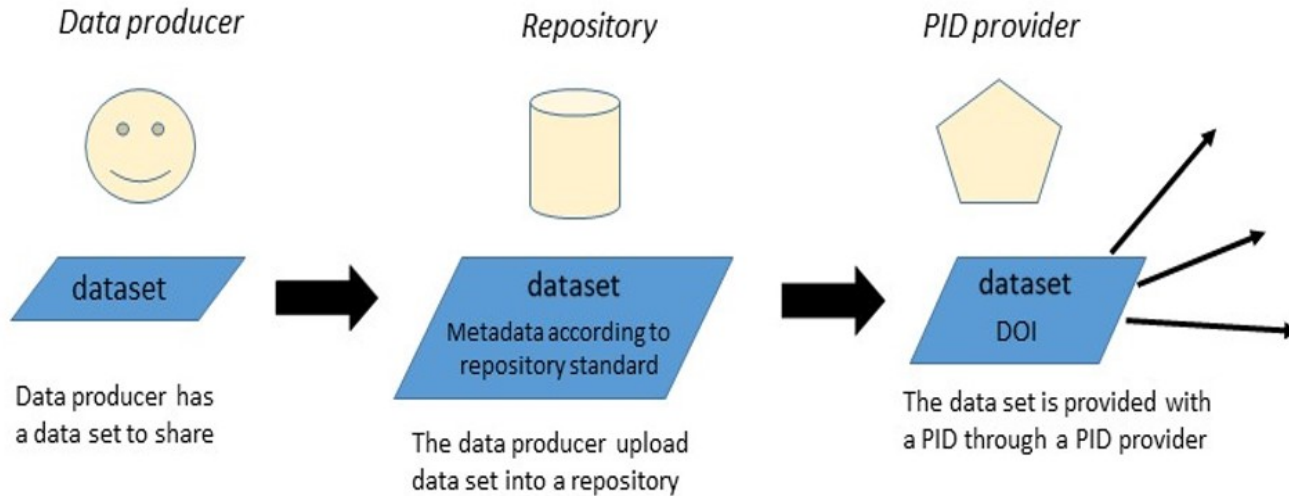 Data producer
Repository
PID provider
dataset
dataset
Metadata according to
repository standard
dataset
DOI
Data producer has
a data set to share
The data producer upload
data set into a repository
The data set is provided with
a PID through a PID provider